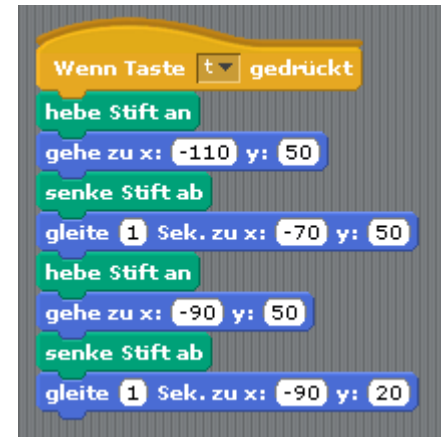 Wenn Taste t gedrückt
hebe Stift an
gehe zu x: -110 y: 50
senke Stift ab
gleite 1 Sek. zu x: -70 y: 50
hebe Stift an
gehe zu x: -90 y: 50
senke Stift ab
gleite 1 Sek. zu x: -90 y: 20